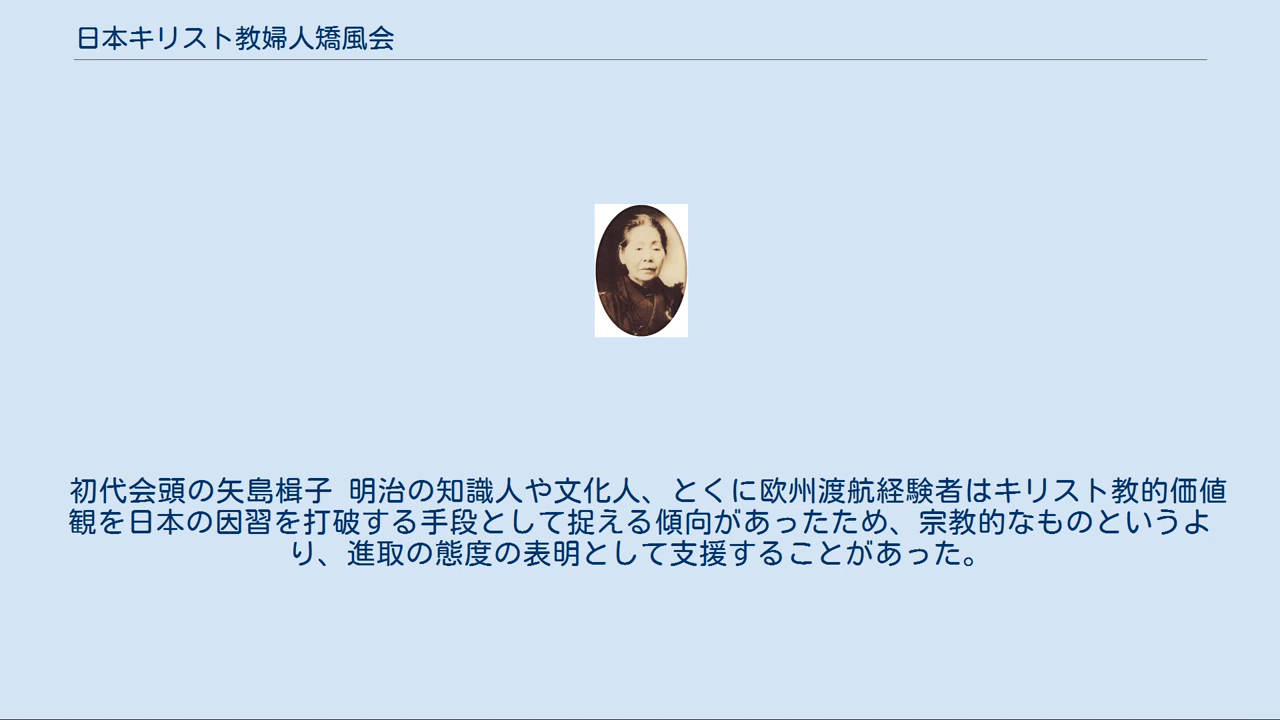 日本キリスト教婦人矯風会
初代会頭の矢島楫子 明治の知識人や文化人、とくに欧州渡航経験者はキリスト教的価値
観を日本の因習を打破する手段として捉える傾向があったため、宗教的なものというよ
り、進取の態度の表明として支援することがあった。